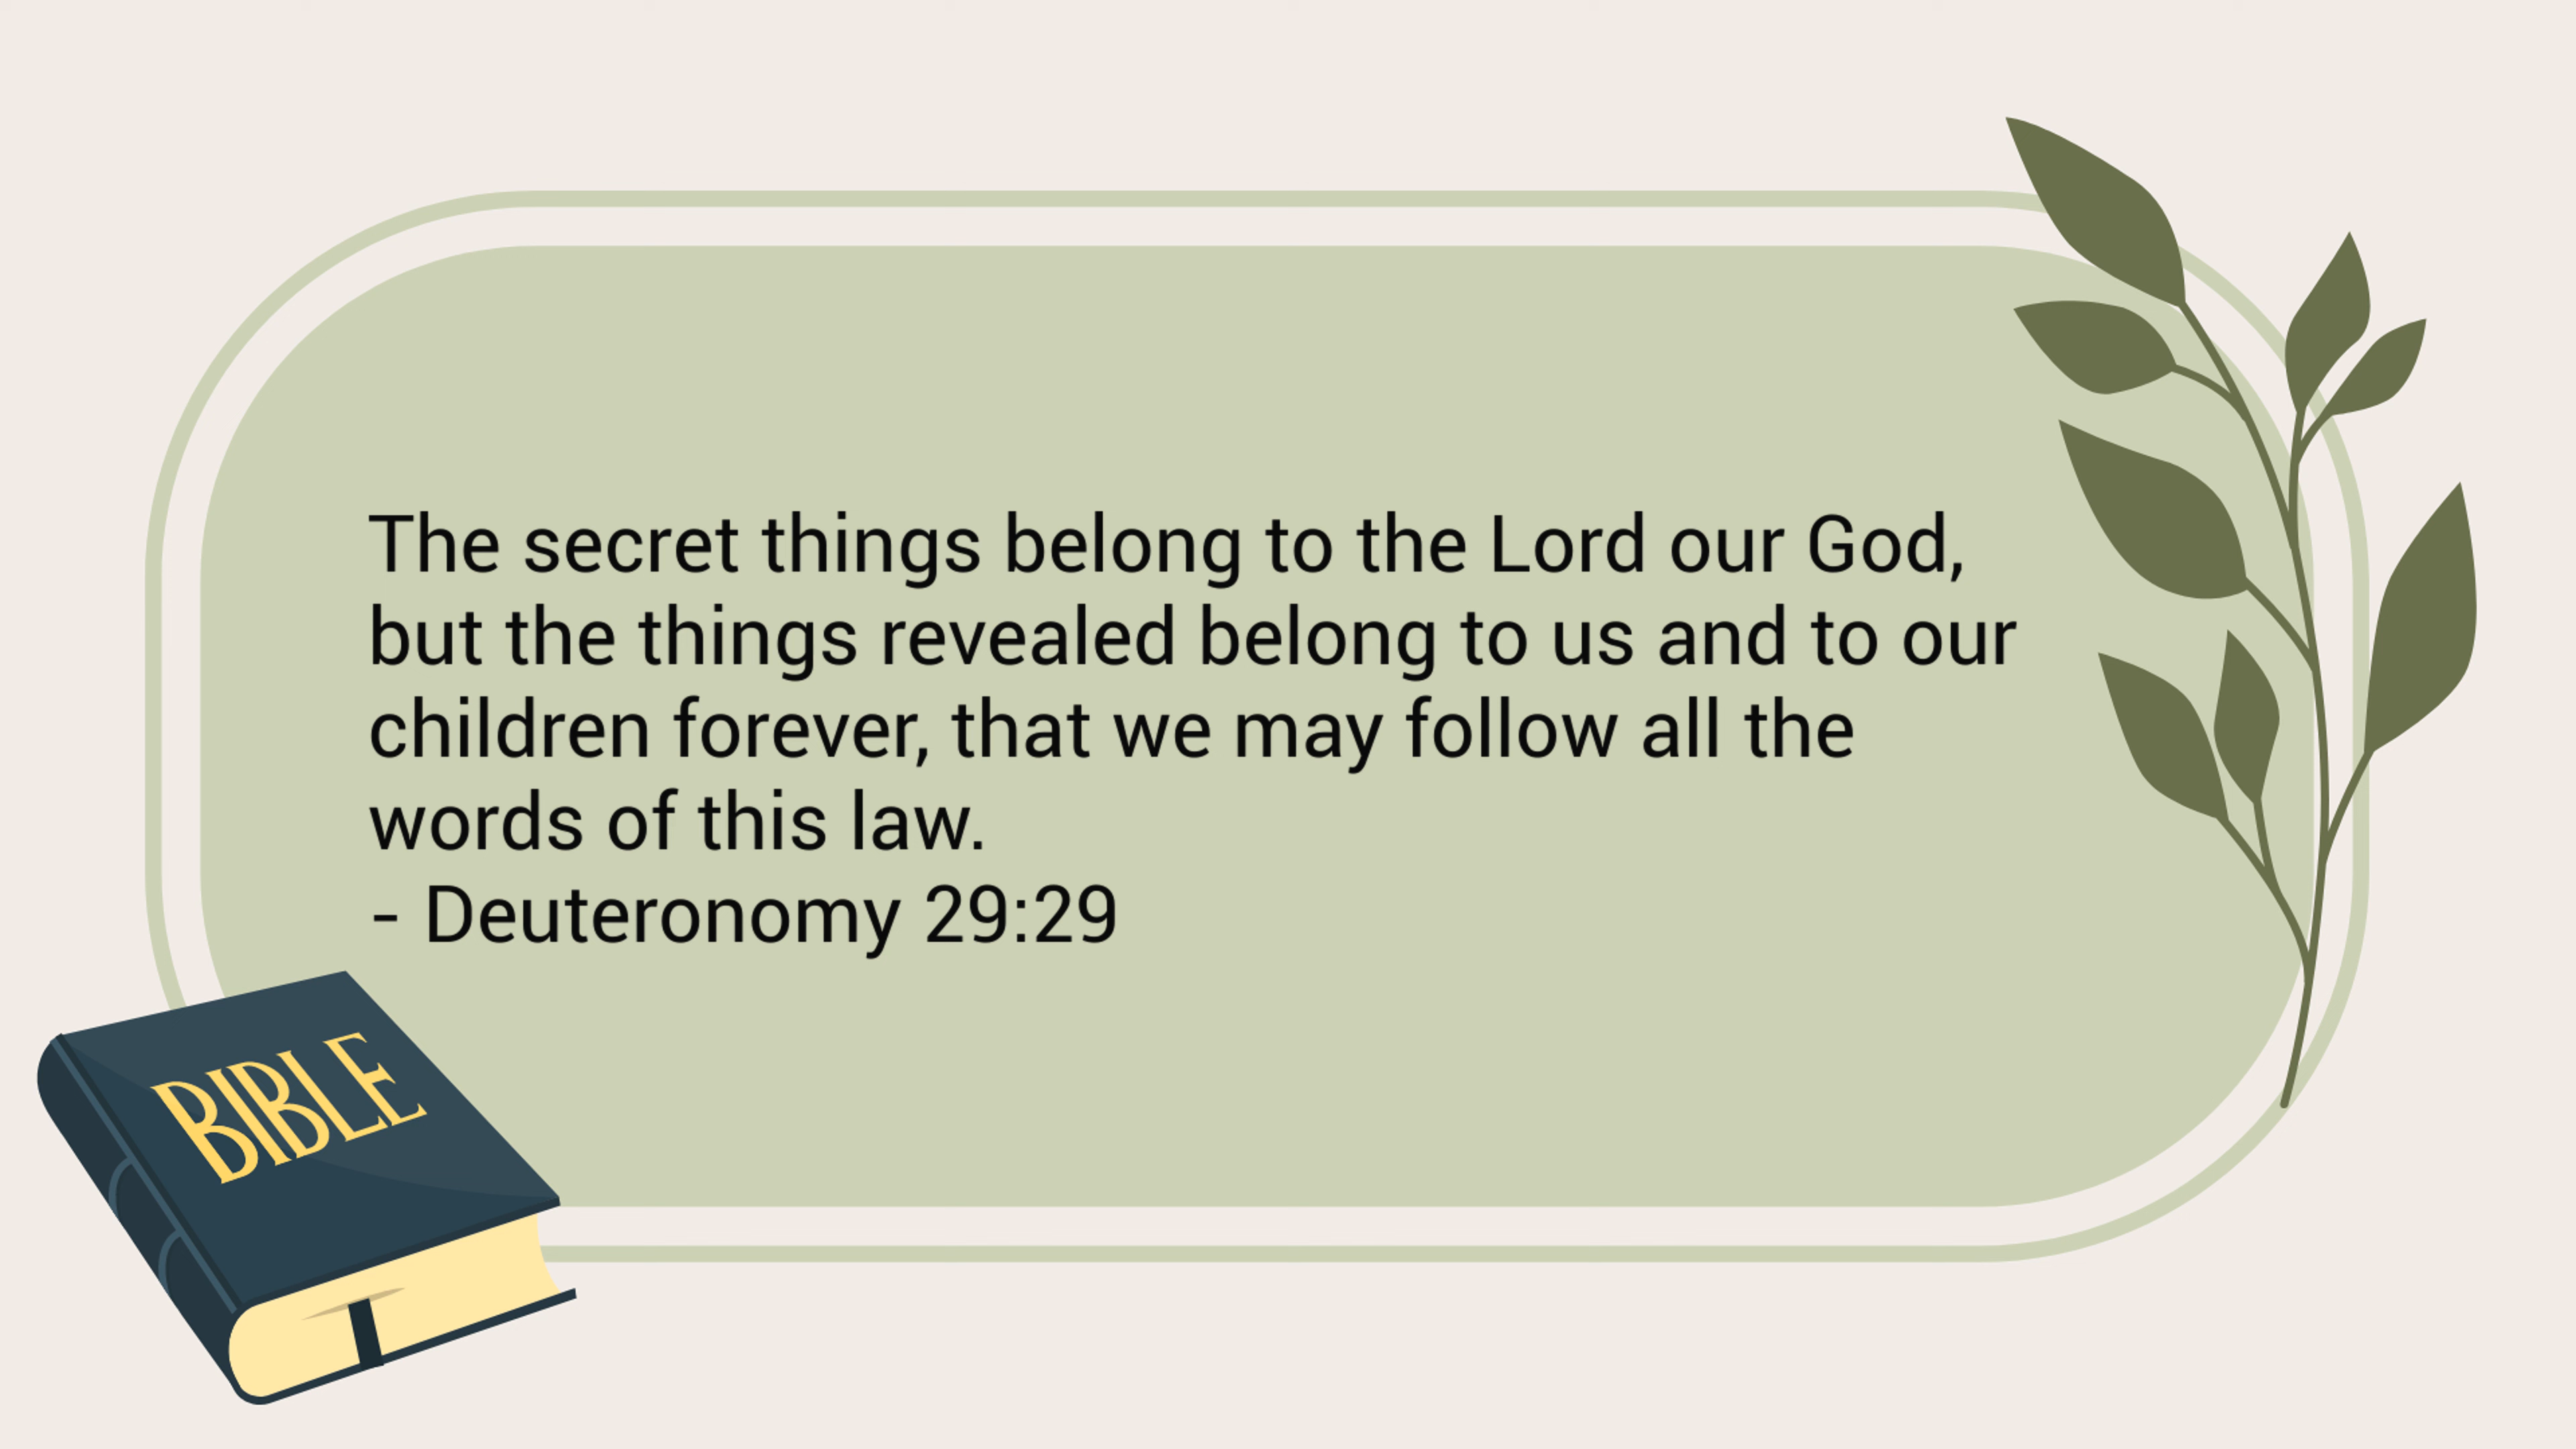 The secret things belong to the Lord our God,
but the things revealed belong to us and to our
children forever, that we may follow all the
words of this law.
- Deuteronomy 29:29
BIBLE